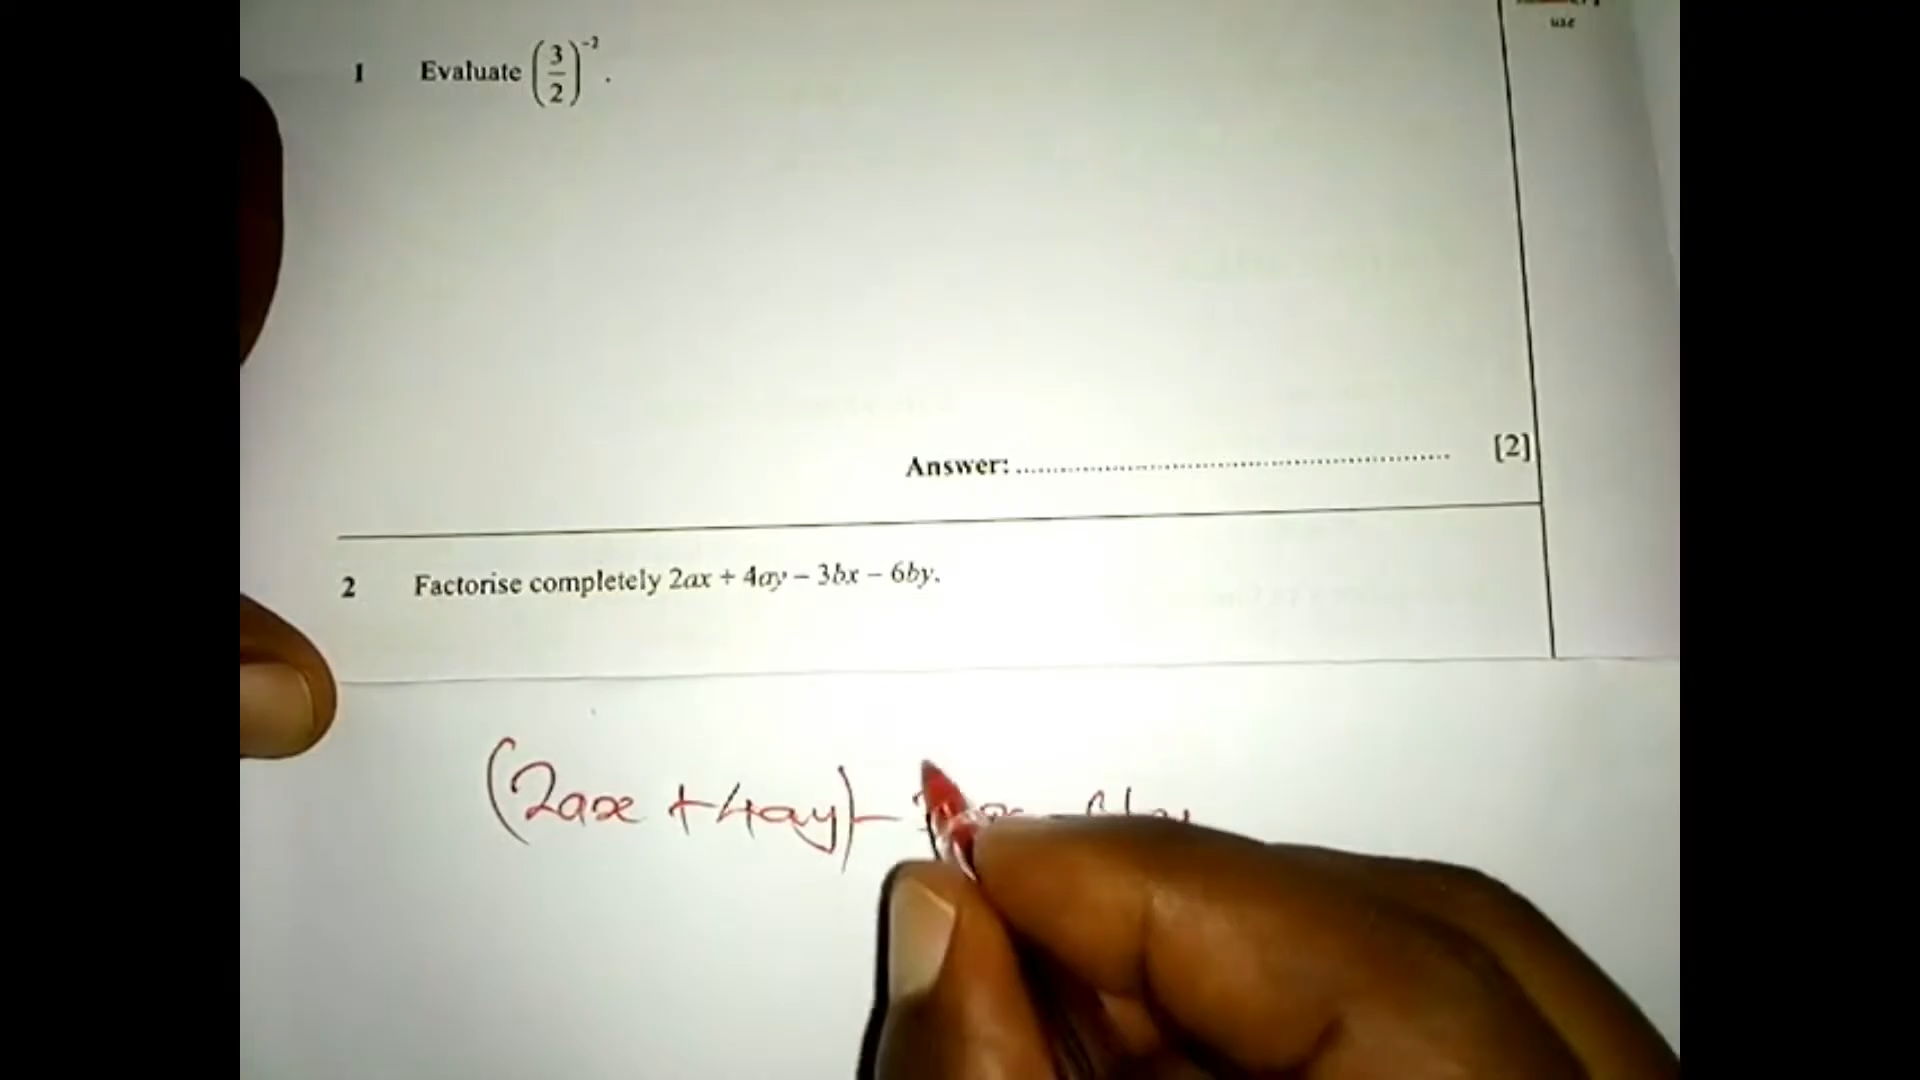 use
1 Evaluate (3/2)^-2 .
Answer: ........................................ [2]
2 Factorise completely 2ax + 4ay – 3bx – 6by.
(2ax + 4ay) –